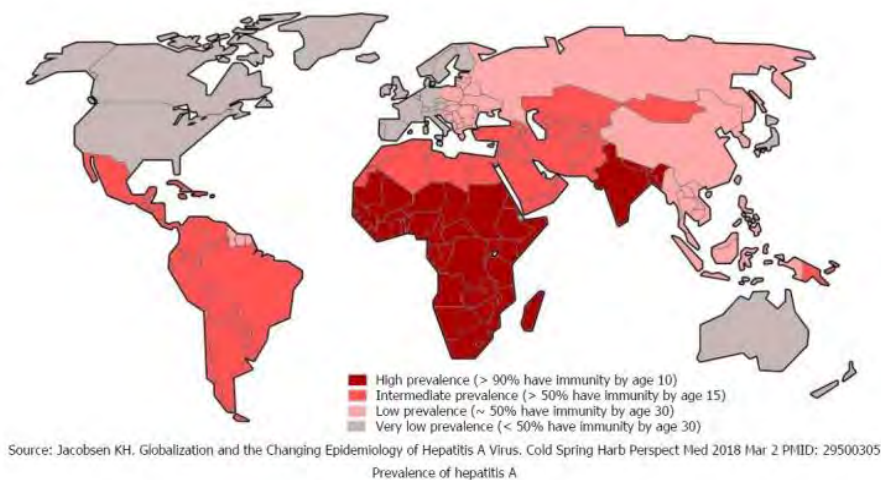 High prevalence (> 90% have immunity by age 10)
Intermediate prevalence (> 50% have immunity by age 15)
Low prevalence (~ 50% have immunity by age 30)
Very low prevalence (< 50% have immunity by age 30)
Source: Jacobsen KH. Globalization and the Changing Epidemiology of Hepatitis A Virus. Cold Spring Harb Perspect Med 2018 Mar 2 PMID: 29500305
Prevalence of hepatitis A